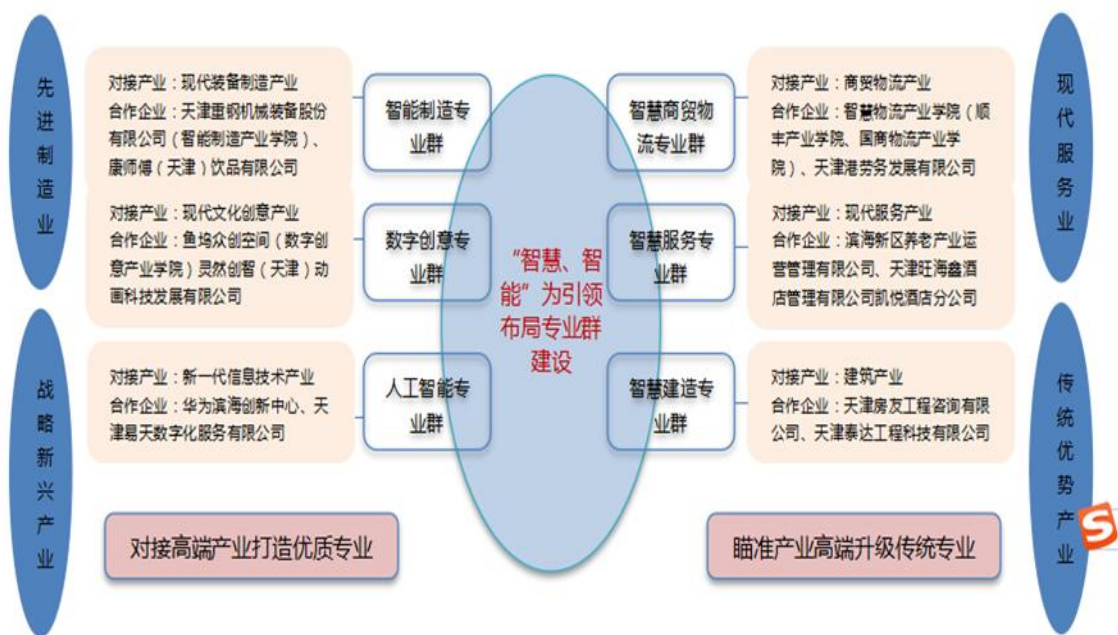 先进制造业
对接产业：现代装备制造产业
合作企业：天津重钢机械装备股份
有限公司（智能制造产业学院）、
康师傅（天津）饮品有限公司
智能制造专
业群
对接产业：现代文化创意产业
合作企业：鱼坞众创空间（数字创
意产业学院）灵然创智（天津）动
画科技发展有限公司
数字创意专
业群
战略新兴产业
对接产业：新一代信息技术产业
合作企业：华为滨海创新中心、天
津易天数字化服务有限公司
人工智能专
业群
对接高端产业打造优质专业
“智慧、智
能”为引领
布局专业群
建设
智慧商贸物
流专业群
对接产业：商贸物流产业
合作企业：智慧物流产业学院（顺
丰产业学院、国商物流产业学
院）、天津港劳务发展有限公司
现代服务业
智慧服务专
业群
对接产业：现代服务产业
合作企业：滨海新区养老产业运
营管理有限公司、天津旺海鑫酒
店管理有限公司凯悦酒店分公司
智慧建造专
业群
对接产业：建筑产业
合作企业：天津房友工程咨询有限
公司、天津泰达工程科技有限公司
传统优势产业
瞄准产业高端升级传统专业
S